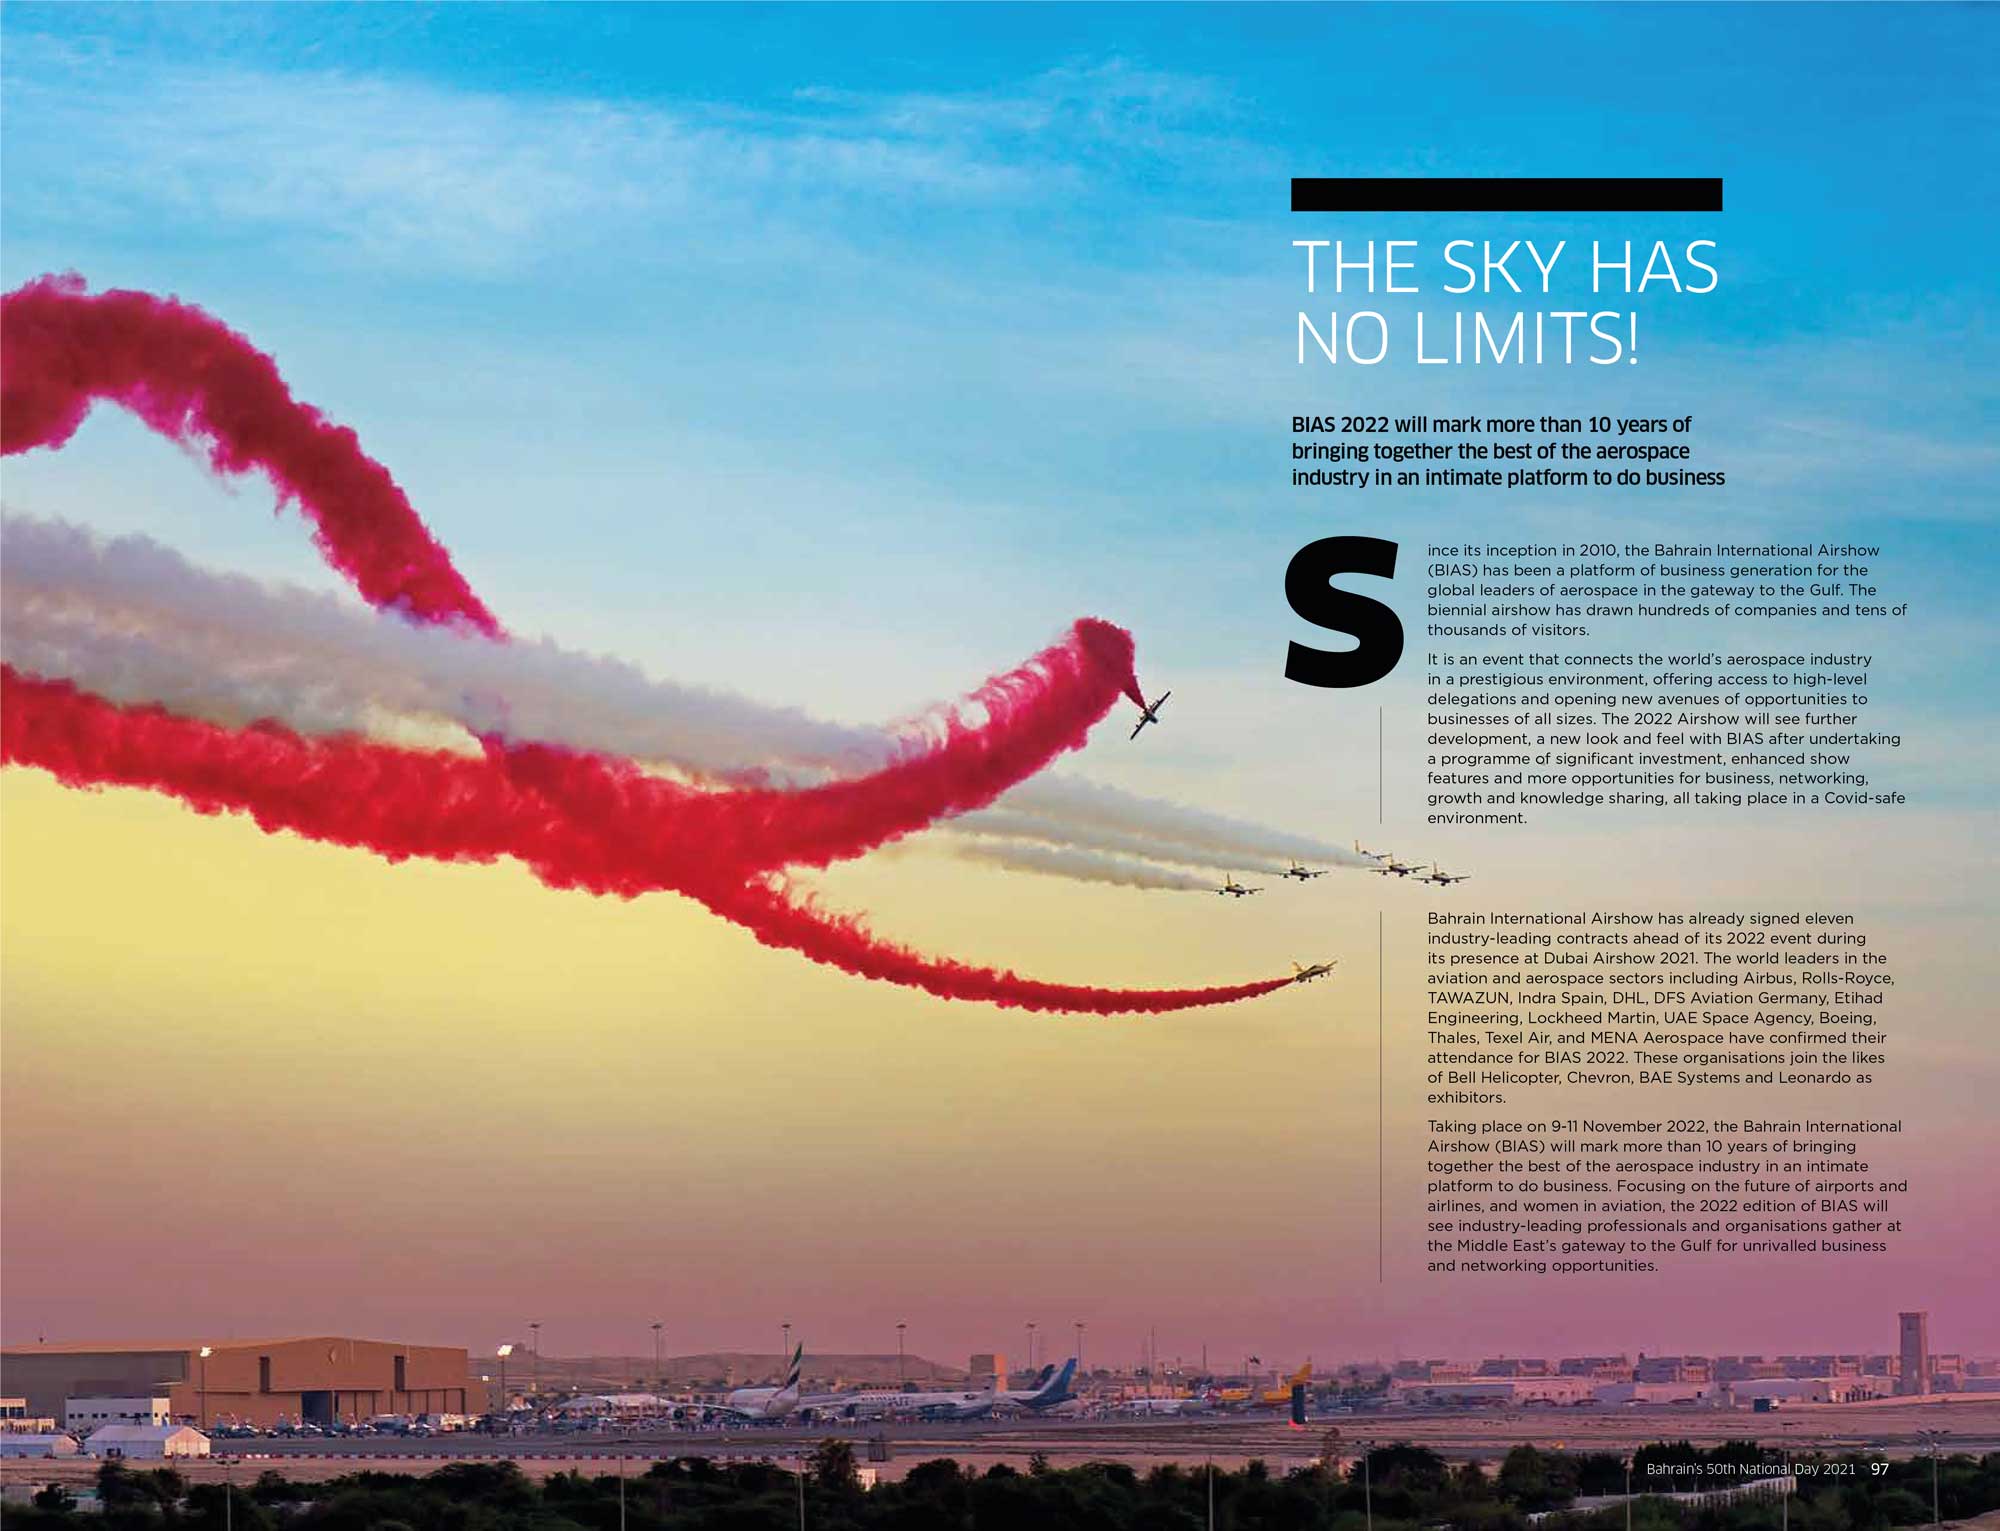 THE SKY HAS
NO LIMITS!
BIAS 2022 will mark more than 10 years of
bringing together the best of the aerospace
industry in an intimate platform to do business
Since its inception in 2010, the Bahrain International Airshow
(BIAS) has been a platform of business generation for the
global leaders of aerospace in the gateway to the Gulf. The
biennial airshow has drawn hundreds of companies and tens of
thousands of visitors.
It is an event that connects the world's aerospace industry
in a prestigious environment, offering access to high-level
delegations and opening new avenues of opportunities to
businesses of all sizes. The 2022 Airshow will see further
development, a new look and feel with BIAS after undertaking
a programme of significant investment, enhanced show
features and more opportunities for business, networking,
growth and knowledge sharing, all taking place in a Covid-safe
environment.
Bahrain International Airshow has already signed eleven
industry-leading contracts ahead of its 2022 event during
its presence at Dubai Airshow 2021. The world leaders in the
aviation and aerospace sectors including Airbus, Rolls-Royce,
TAWAZUN, Indra Spain, DHL, DFS Aviation Germany, Etihad
Engineering, Lockheed Martin, UAE Space Agency, Boeing,
Thales, Texel Air, and MENA Aerospace have confirmed their
attendance for BIAS 2022. These organisations join the likes
of Bell Helicopter, Chevron, BAE Systems and Leonardo as
exhibitors.
Taking place on 9-11 November 2022, the Bahrain International
Airshow (BIAS) will mark more than 10 years of bringing
together the best of the aerospace industry in an intimate
platform to do business. Focusing on the future of airports and
airlines, and women in aviation, the 2022 edition of BIAS will
see industry-leading professionals and organisations gather at
the Middle East's gateway to the Gulf for unrivalled business
and networking opportunities.
Bahrain's 50th National Day 2021 97